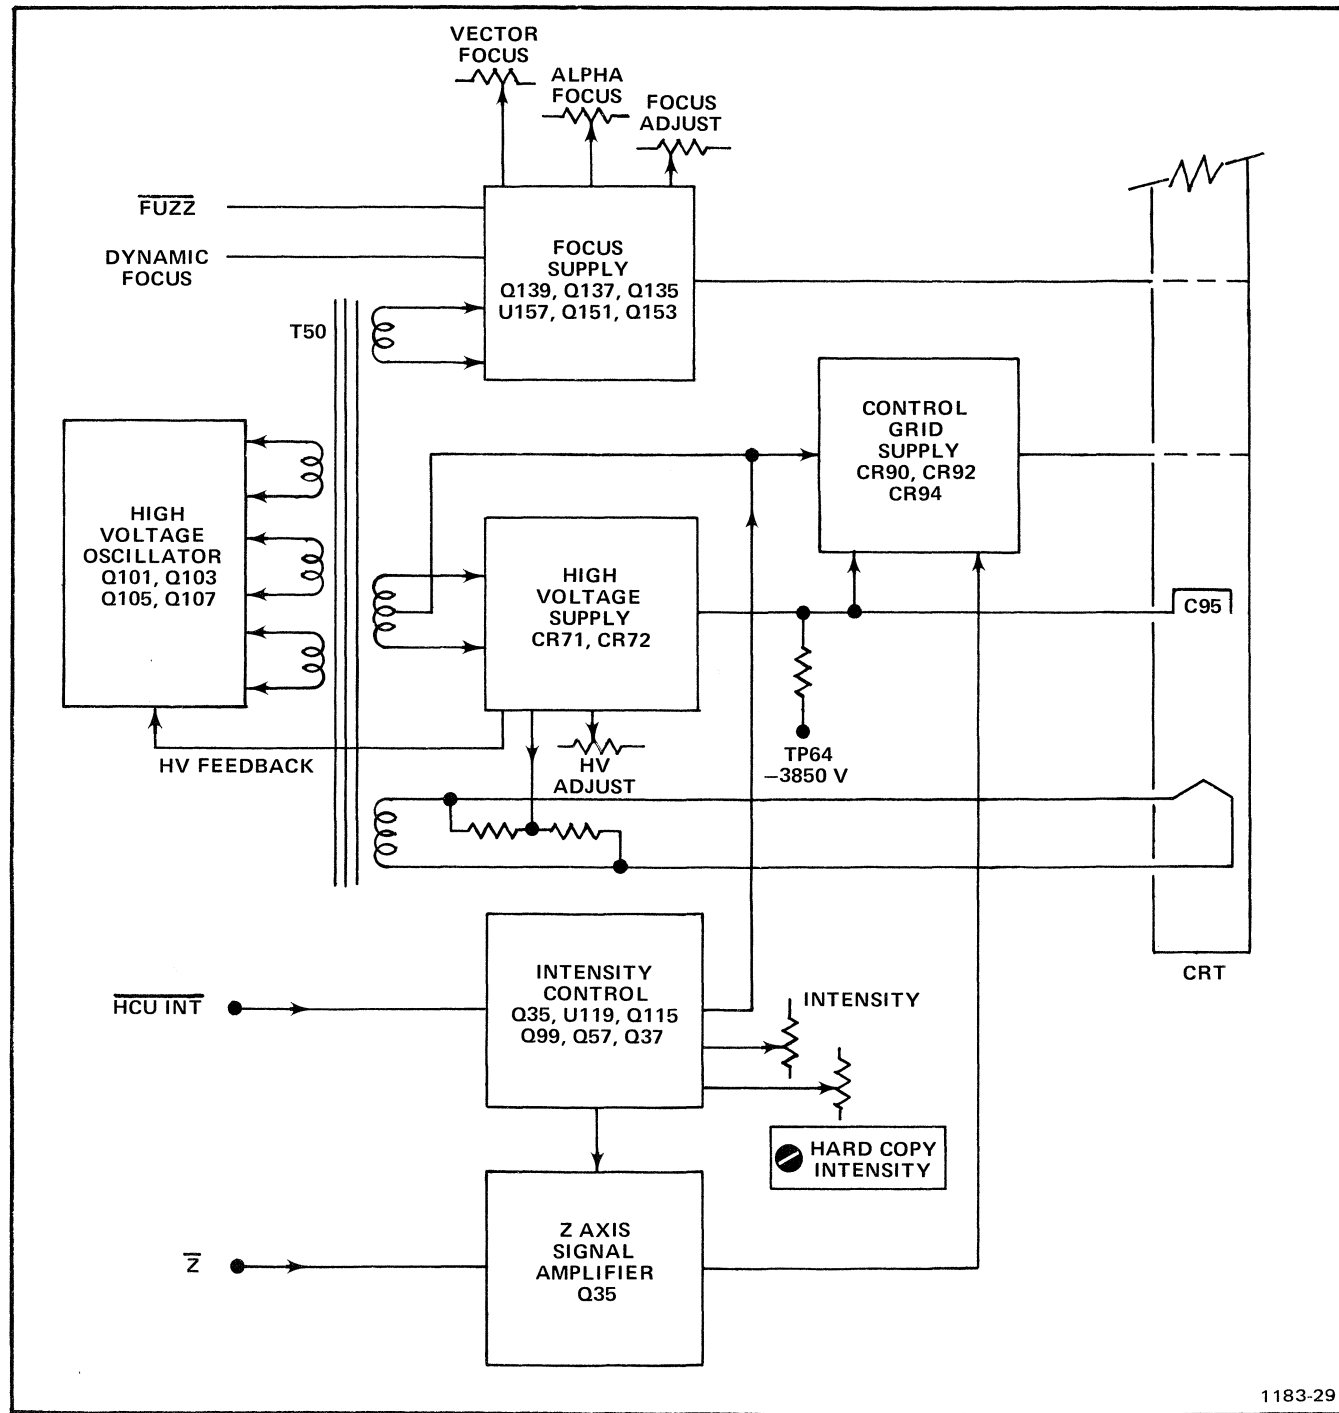 VECTOR
FOCUS
ALPHA
FOCUS
FOCUS
ADJUST
FUZZ
DYNAMIC
FOCUS
FOCUS
SUPPLY
Q139, Q137, Q135
U157, Q151, Q153
T50
CONTROL
GRID
SUPPLY
CR90, CR92
CR94
HIGH
VOLTAGE
OSCILLATOR
Q101, Q103
Q105, Q107
HIGH
VOLTAGE
SUPPLY
CR71, CR72
C95
HV FEEDBACK
HV
ADJUST
TP64
–3850 V
CRT
HCU INT
INTENSITY
CONTROL
Q35, U119, Q115
Q99, Q57, Q37
INTENSITY
HARD COPY
INTENSITY
Z
Z AXIS
SIGNAL
AMPLIFIER
Q35
1183-29